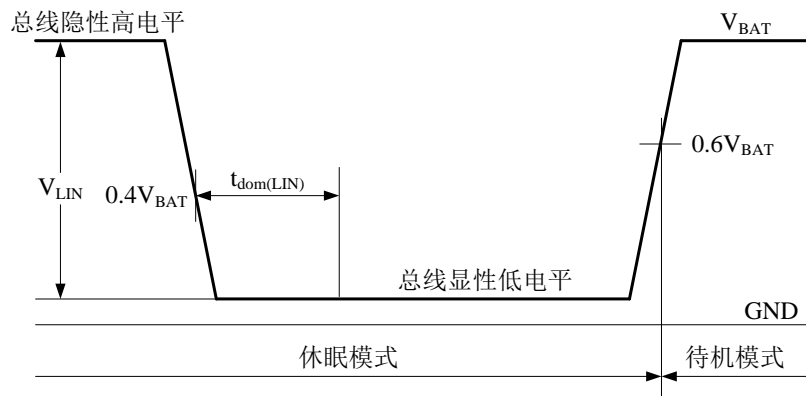 总线隐性高电平
V_BAT
0.6V_BAT
t_dom(LIN)
V_LIN
0.4V_BAT
总线显性低电平
GND
休眠模式
待机模式